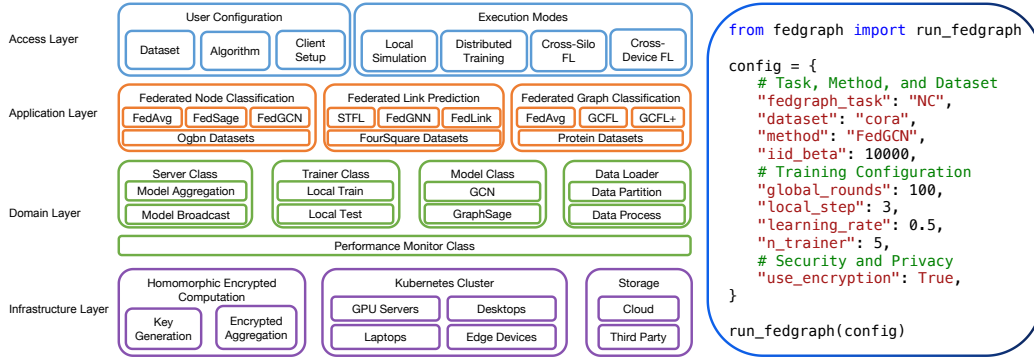 Access Layer
User Configuration
Dataset
Algorithm
Client
Setup
Execution Modes
Local
Simulation
Distributed
Training
Cross-Silo
FL
Cross-
Device FL
Application Layer
Federated Node Classification
FedAvg
FedSage
FedGCN
Ogbn Datasets
Federated Link Prediction
STFL
FedGNN
FedLink
FourSquare Datasets
Federated Graph Classification
FedAvg
GCFL
GCFL+
Protein Datasets
Domain Layer
Server Class
Model Aggregation
Model Broadcast
Trainer Class
Local Train
Local Test
Model Class
GCN
GraphSage
Data Loader
Data Partition
Data Process
Performance Monitor Class
Infrastructure Layer
Homomorphic Encrypted
Computation
Key
Generation
Encrypted
Aggregation
Kubernetes Cluster
GPU Servers
Desktops
Laptops
Edge Devices
Storage
Cloud
Third Party
from fedgraph import run_fedgraph
config = {
# Task, Method, and Dataset
"fedgraph_task": "NC",
"dataset": "cora",
"method": "FedGCN",
"iid_beta": 10000,
# Training Configuration
"global_rounds": 100,
"local_step": 3,
"learning_rate": 0.5,
"n_trainer": 5,
# Security and Privacy
"use_encryption": True,
}
run_fedgraph(config)